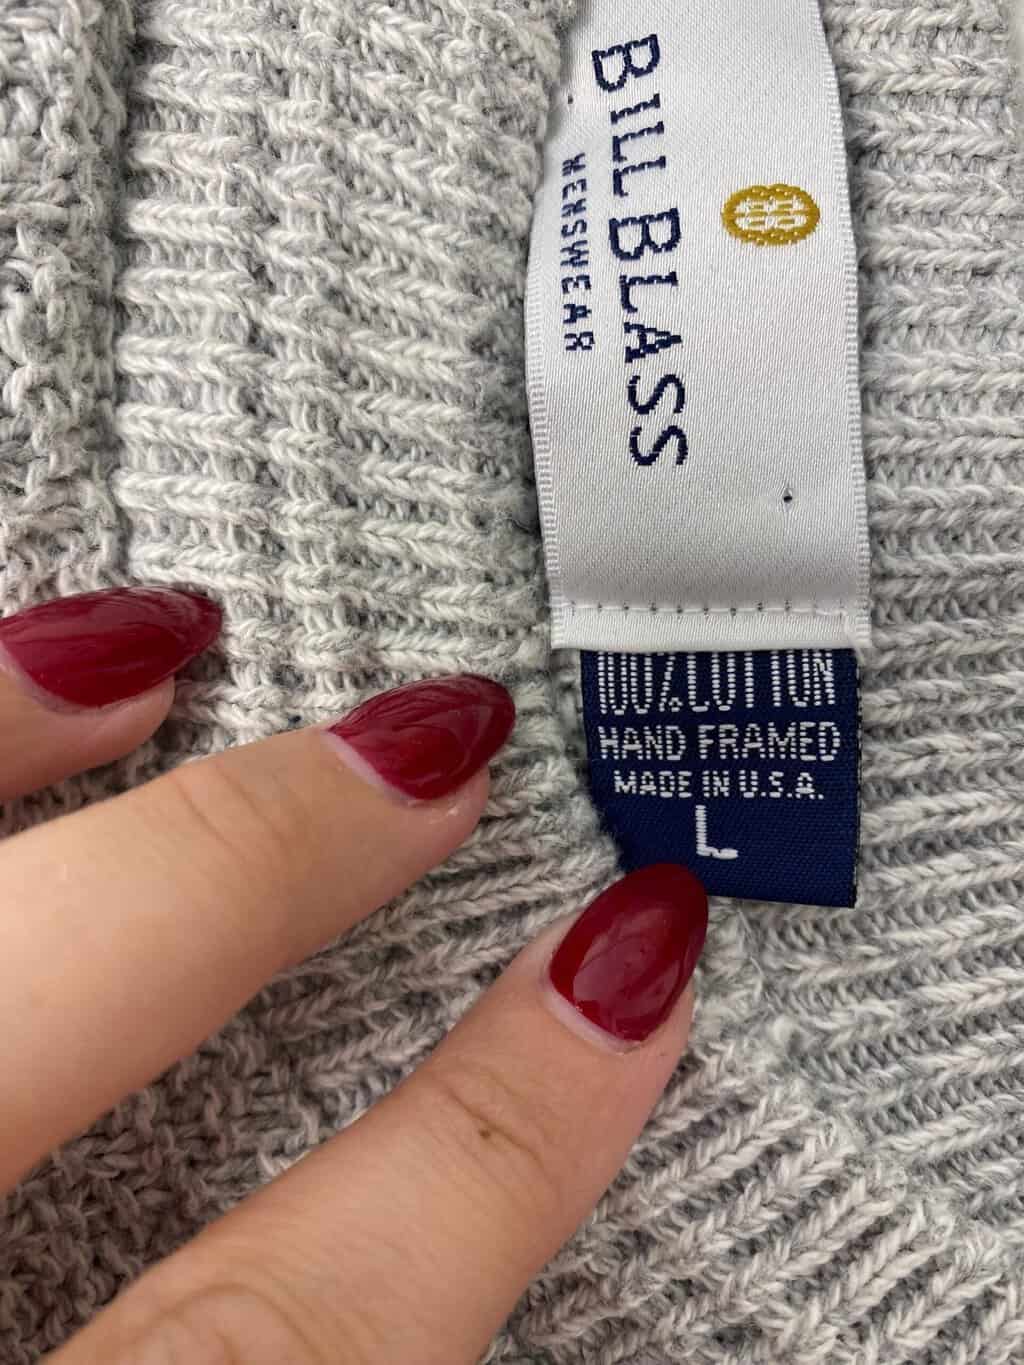 BILL BLASS
MENSWEAR
100% COTTON
HAND FRAMED
MADE IN U.S.A.
L